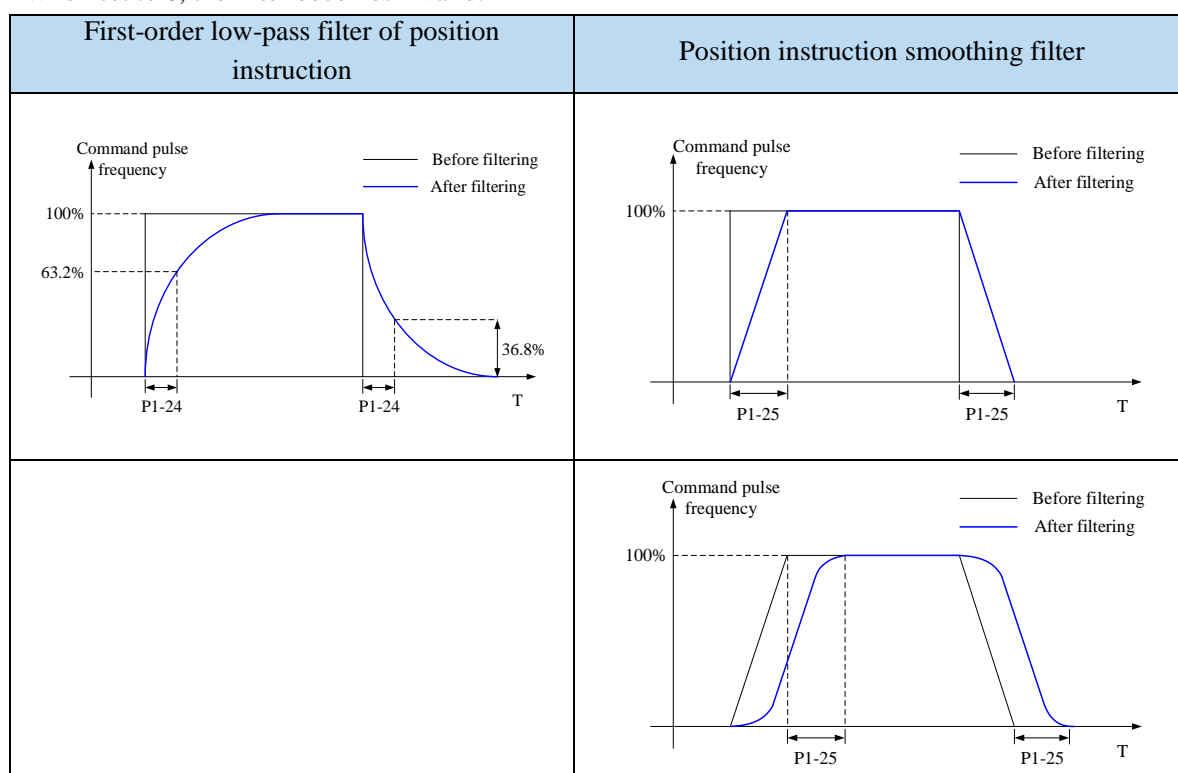 First-order low-pass filter of position
instruction
Position instruction smoothing filter
Command pulse
frequency
Before filtering
After filtering
100%
63.2%
36.8%
P1-24
P1-24
T
Command pulse
frequency
Before filtering
After filtering
100%
P1-25
P1-25
T
Command pulse
frequency
Before filtering
After filtering
100%
P1-25
P1-25
T